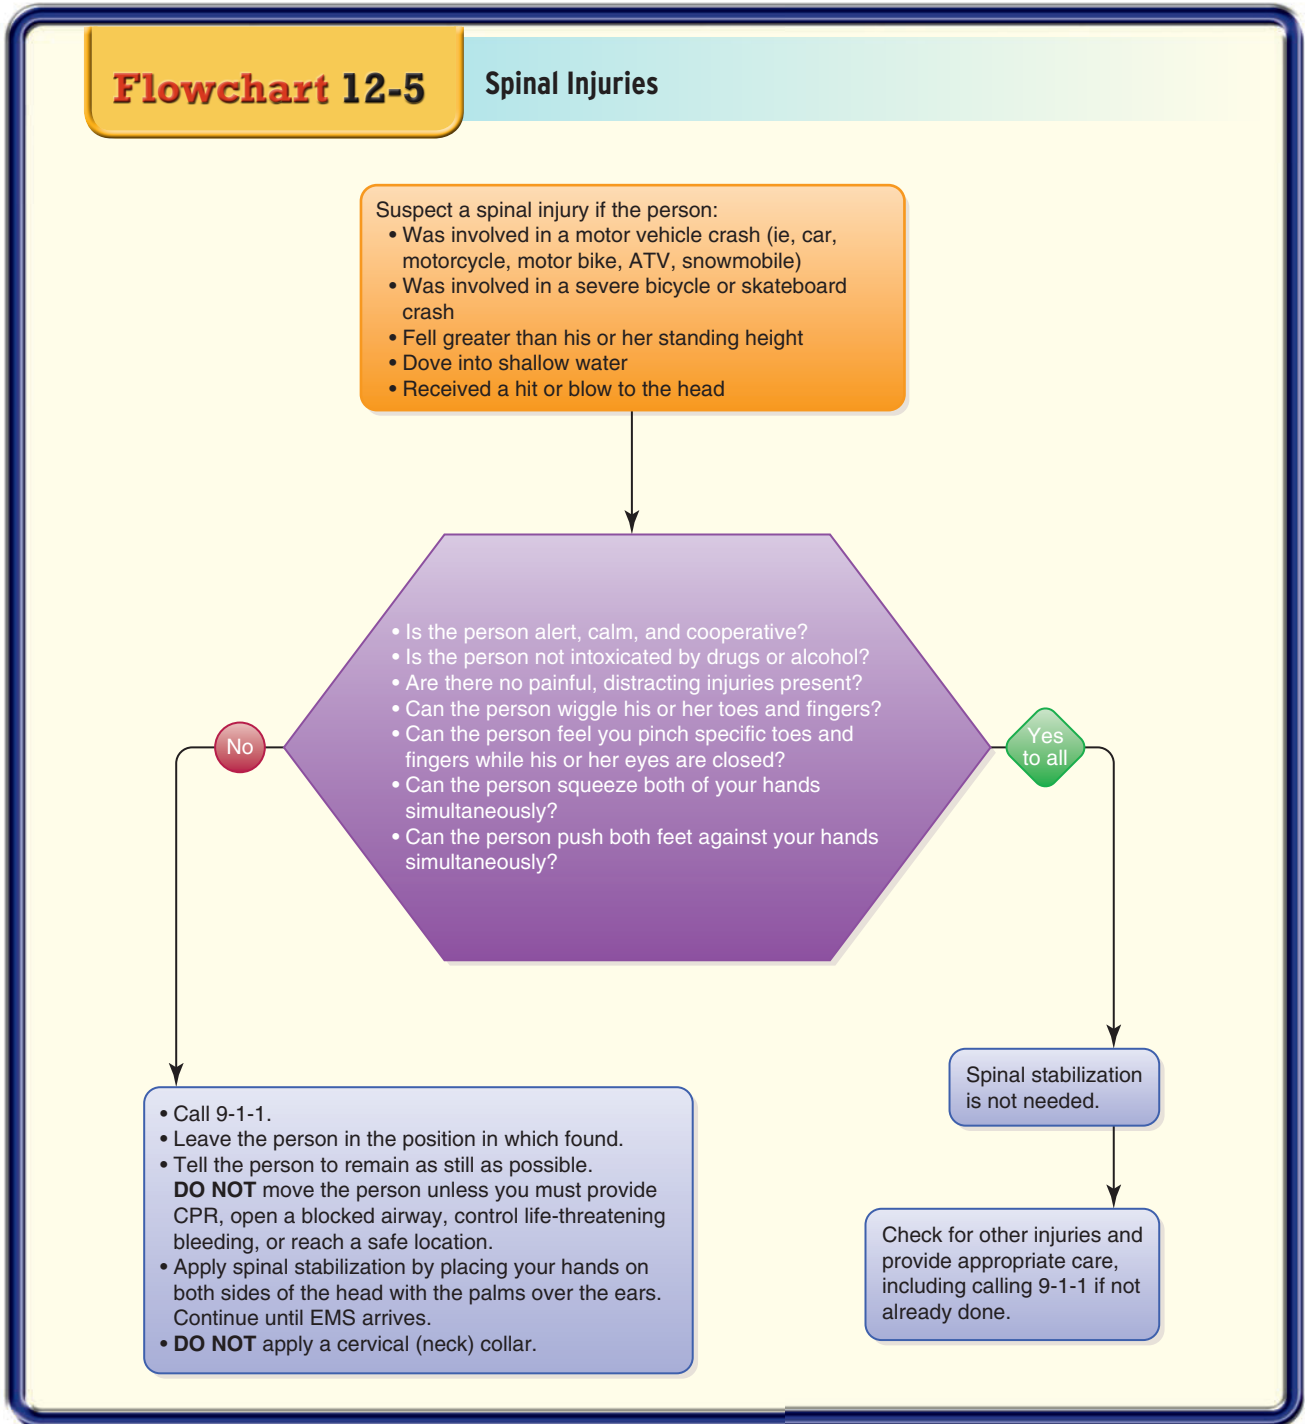 Flowchart 12-5
Spinal Injuries
Suspect a spinal injury if the person:
• Was involved in a motor vehicle crash (ie, car,
motorcycle, motor bike, ATV, snowmobile)
• Was involved in a severe bicycle or skateboard
crash
• Fell greater than his or her standing height
• Dove into shallow water
• Received a hit or blow to the head
• Is the person alert, calm, and cooperative?
• Is the person not intoxicated by drugs or alcohol?
• Are there no painful, distracting injuries present?
• Can the person wiggle his or her toes and fingers?
• Can the person feel you pinch specific toes and
fingers while his or her eyes are closed?
• Can the person squeeze both of your hands
simultaneously?
• Can the person push both feet against your hands
simultaneously?
No
Yes
to all
• Call 9-1-1.
• Leave the person in the position in which found.
• Tell the person to remain as still as possible.
DO NOT move the person unless you must provide
CPR, open a blocked airway, control life-threatening
bleeding, or reach a safe location.
• Apply spinal stabilization by placing your hands on
both sides of the head with the palms over the ears.
Continue until EMS arrives.
• DO NOT apply a cervical (neck) collar.
Spinal stabilization
is not needed.
Check for other injuries and
provide appropriate care,
including calling 9-1-1 if not
already done.